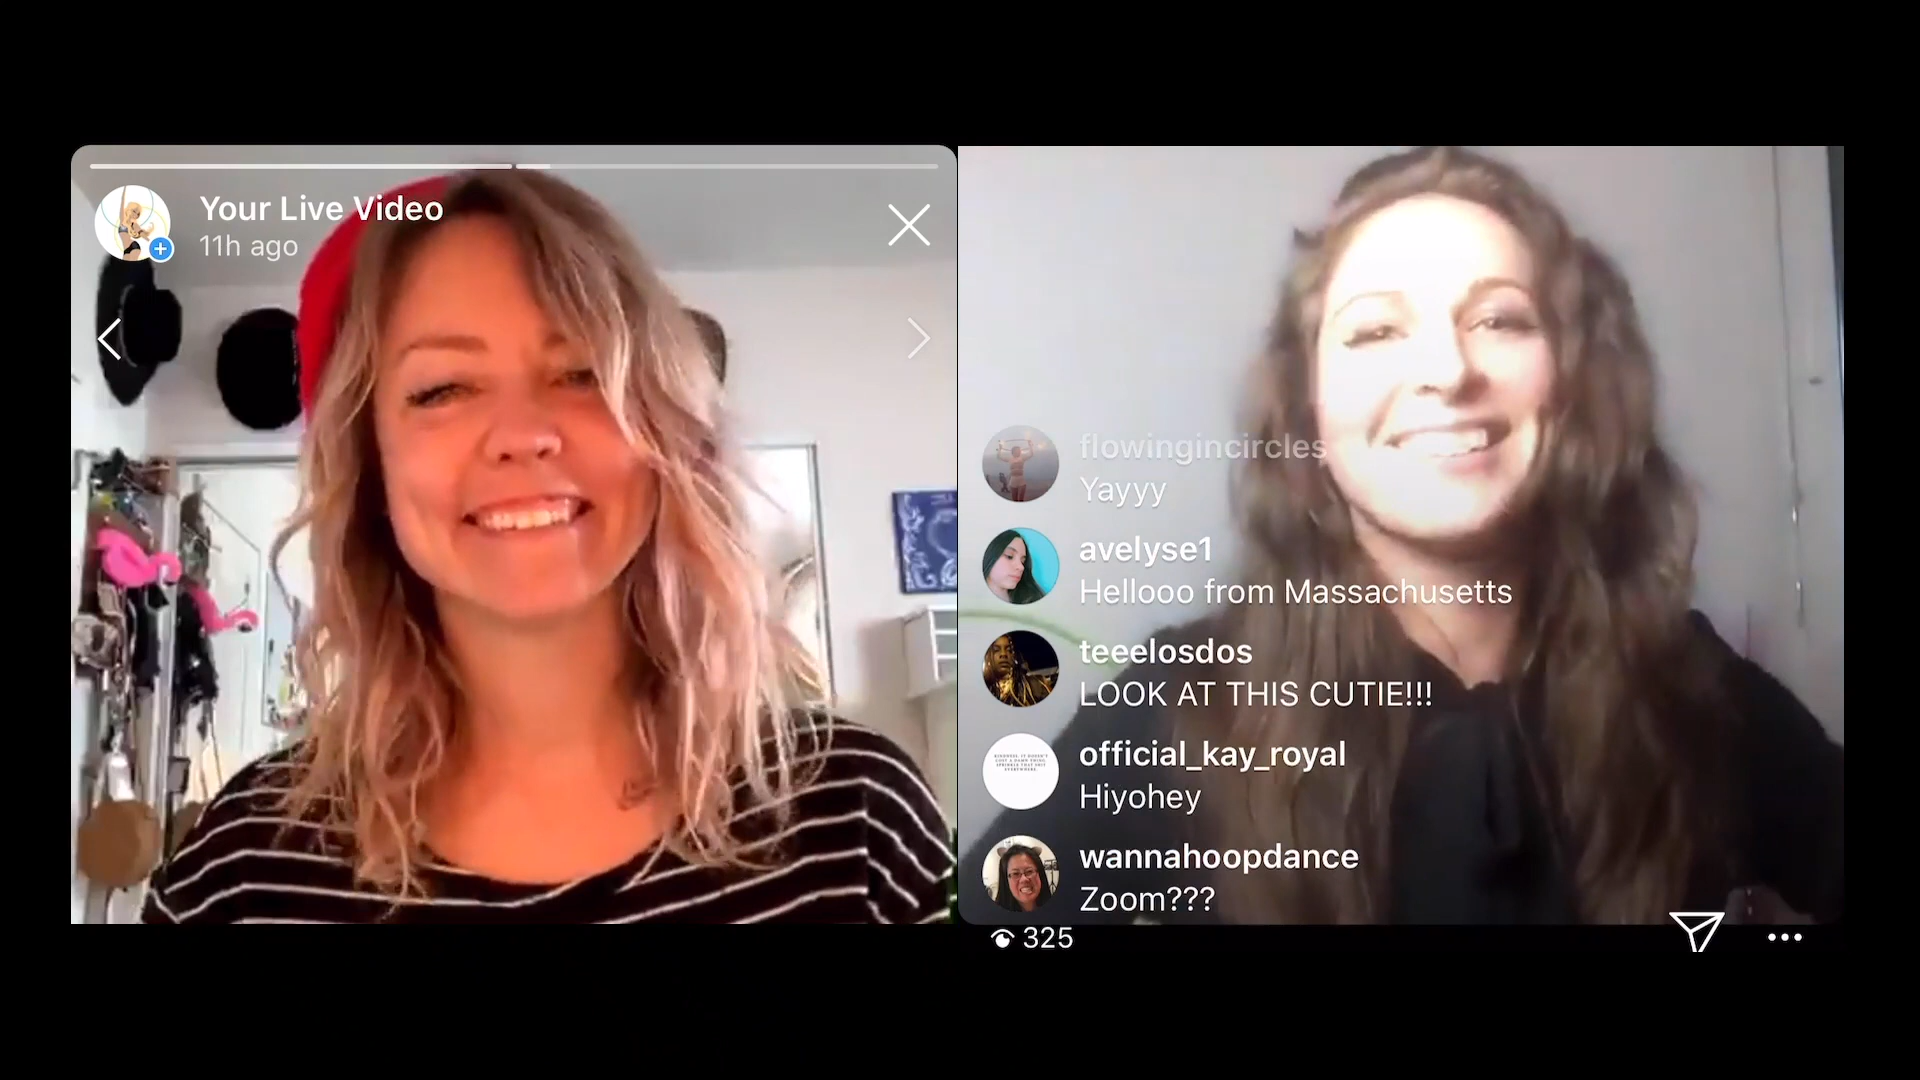 Your Live Video
11h ago
flowingincircles
Yayyy
avelyse1
Hellooo from Massachusetts
teeelosdos
LOOK AT THIS CUTIE!!!
official_kay_royal
Hiyohey
wannahoopdance
Zoom???
325